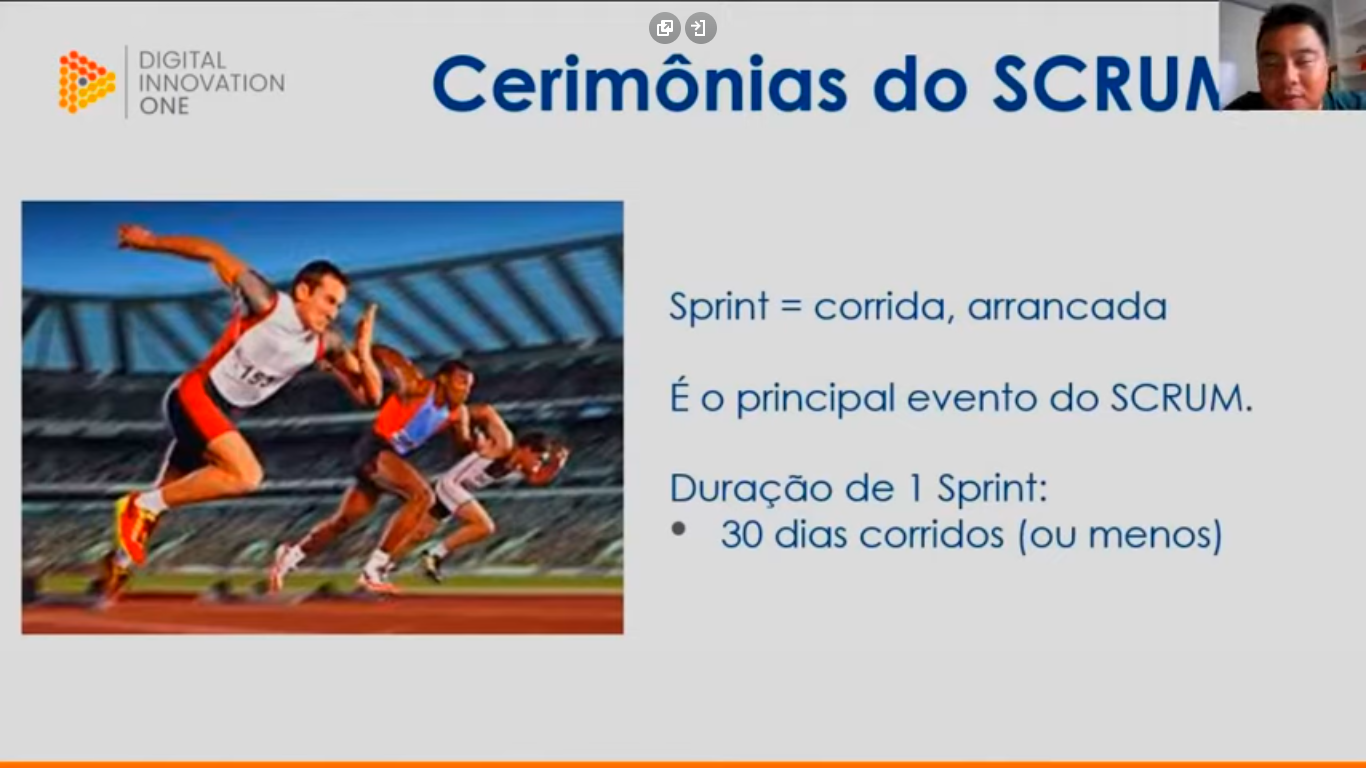 DIGITAL
INNOVATION
ONE
Cerimônias do SCRUM
Sprint = corrida, arrancada
É o principal evento do SCRUM.
Duração de 1 Sprint:
• 30 dias corridos (ou menos)